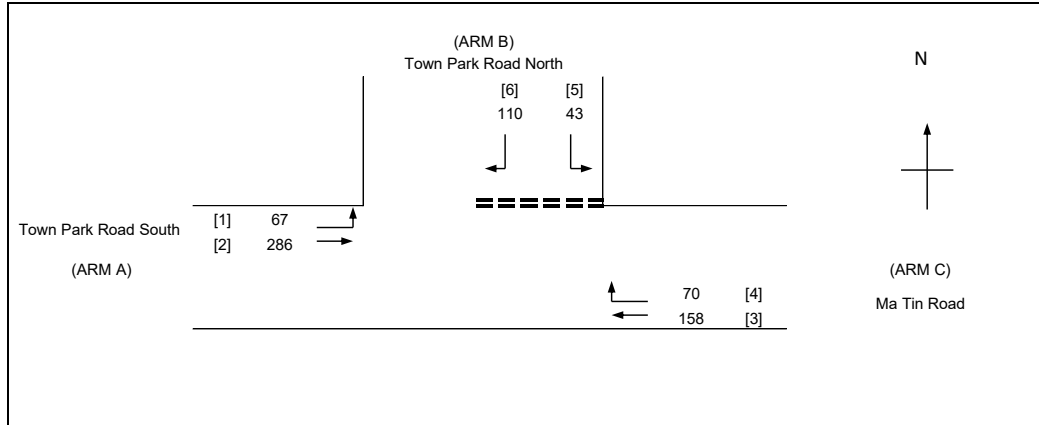 (ARM B)
Town Park Road North
N
[6] [5]
110 43
[1] 67
Town Park Road South
[2] 286
(ARM A)
(ARM C)
70 [4]
Ma Tin Road
158 [3]